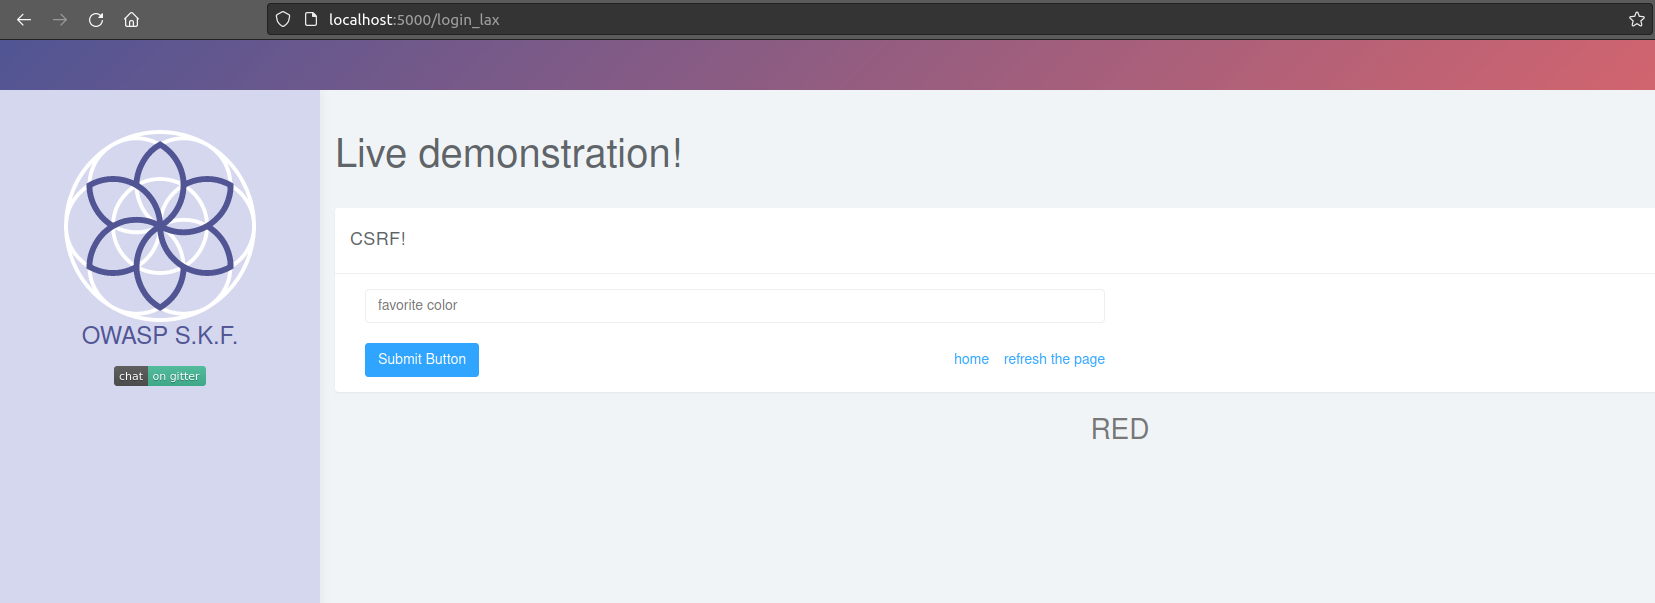 localhost:5000/login_lax
Live demonstration!
CSRF!
favorite color
Submit Button home refresh the page
RED
OWASP S.K.F.
chat on gitter